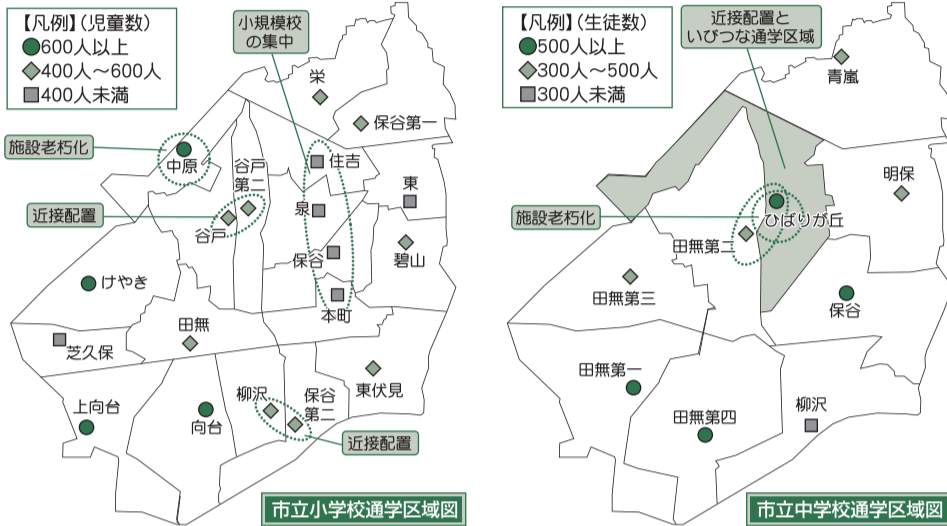 【凡例】(児童数)
600人以上
400人〜600人
400人未満
小規模校
の集中
栄
保谷第一
施設老朽化
中原
谷戸
第二
住吉
東
近接配置
泉
谷戸
保谷
碧山
けやき
本町
田無
芝久保
東伏見
柳沢
保谷
第二
上向台
向台
近接配置
市立小学校通学区域図
【凡例】(生徒数)
500人以上
300人〜500人
300人未満
近接配置と
いびつな通学区域
青嵐
明保
施設老朽化
ひばりが丘
田無第二
田無第三
保谷
田無第一
田無第四
柳沢
市立中学校通学区域図